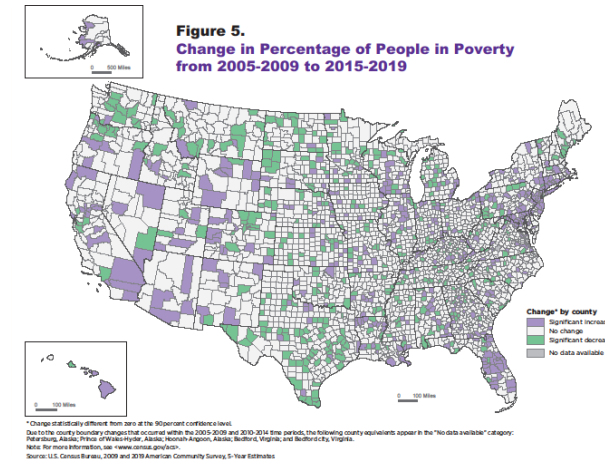 Figure 5.
Change in Percentage of People in Poverty
from 2005-2009 to 2015-2019
0 500 Miles
Change* by county
Significant increas
No change
Significant decrea
No data available
0 100 Miles
0 100 Miles
* Change statistically different from zero at the 90 percent confidence level.
Due to the county boundary changes that occurred within the 2005-2009 and 2010-2014 time periods, the following county equivalents appear in the "No data available" category:
Petersburg, Alaska; Prince of Wales-Hyder, Alaska; Hoonah-Angoon, Alaska; Bedford, Virginia; and Bedford city, Virginia.
Note: For more information, see <www.census.gov/acs>.
Source: U.S. Census Bureau, 2009 and 2019 American Community Survey, 5-Year Estimates